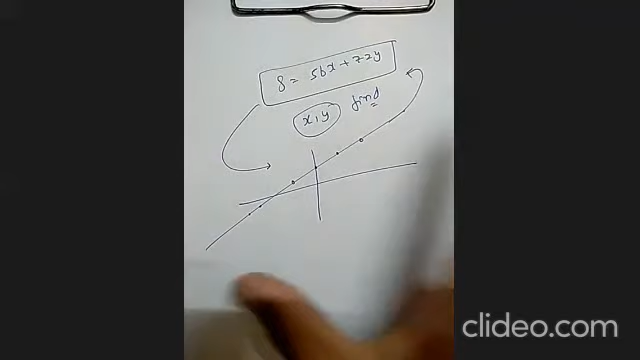 8 = 56x + 72y
x, y find
clideo.com